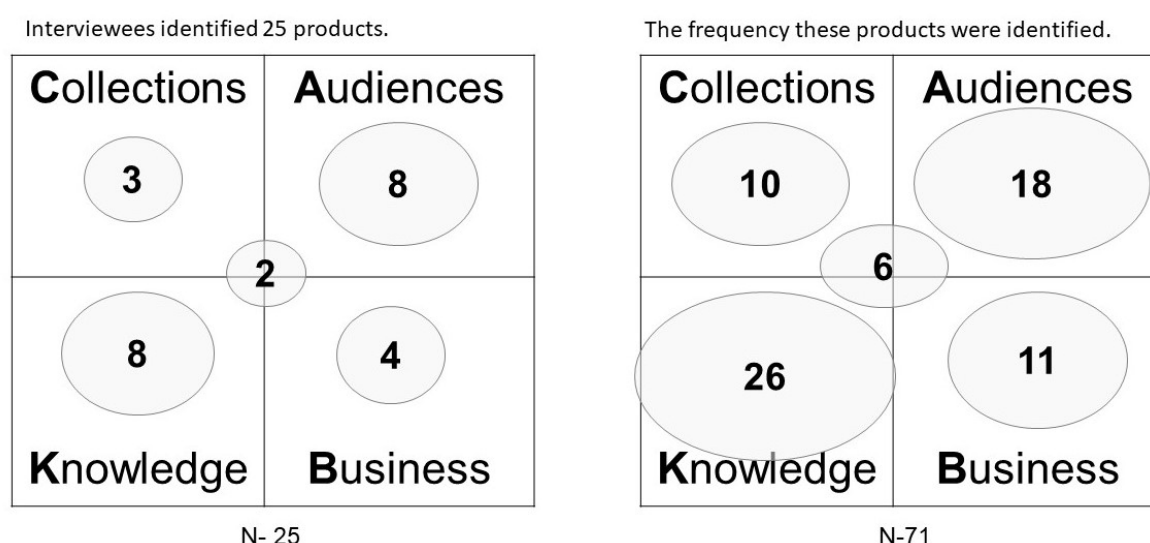 Interviewees identified 25 products.
Collections Audiences
3 8
2
8 4
Knowledge Business
N- 25
The frequency these products were identified.
Collections Audiences
10 18
6
26 11
Knowledge Business
N-71